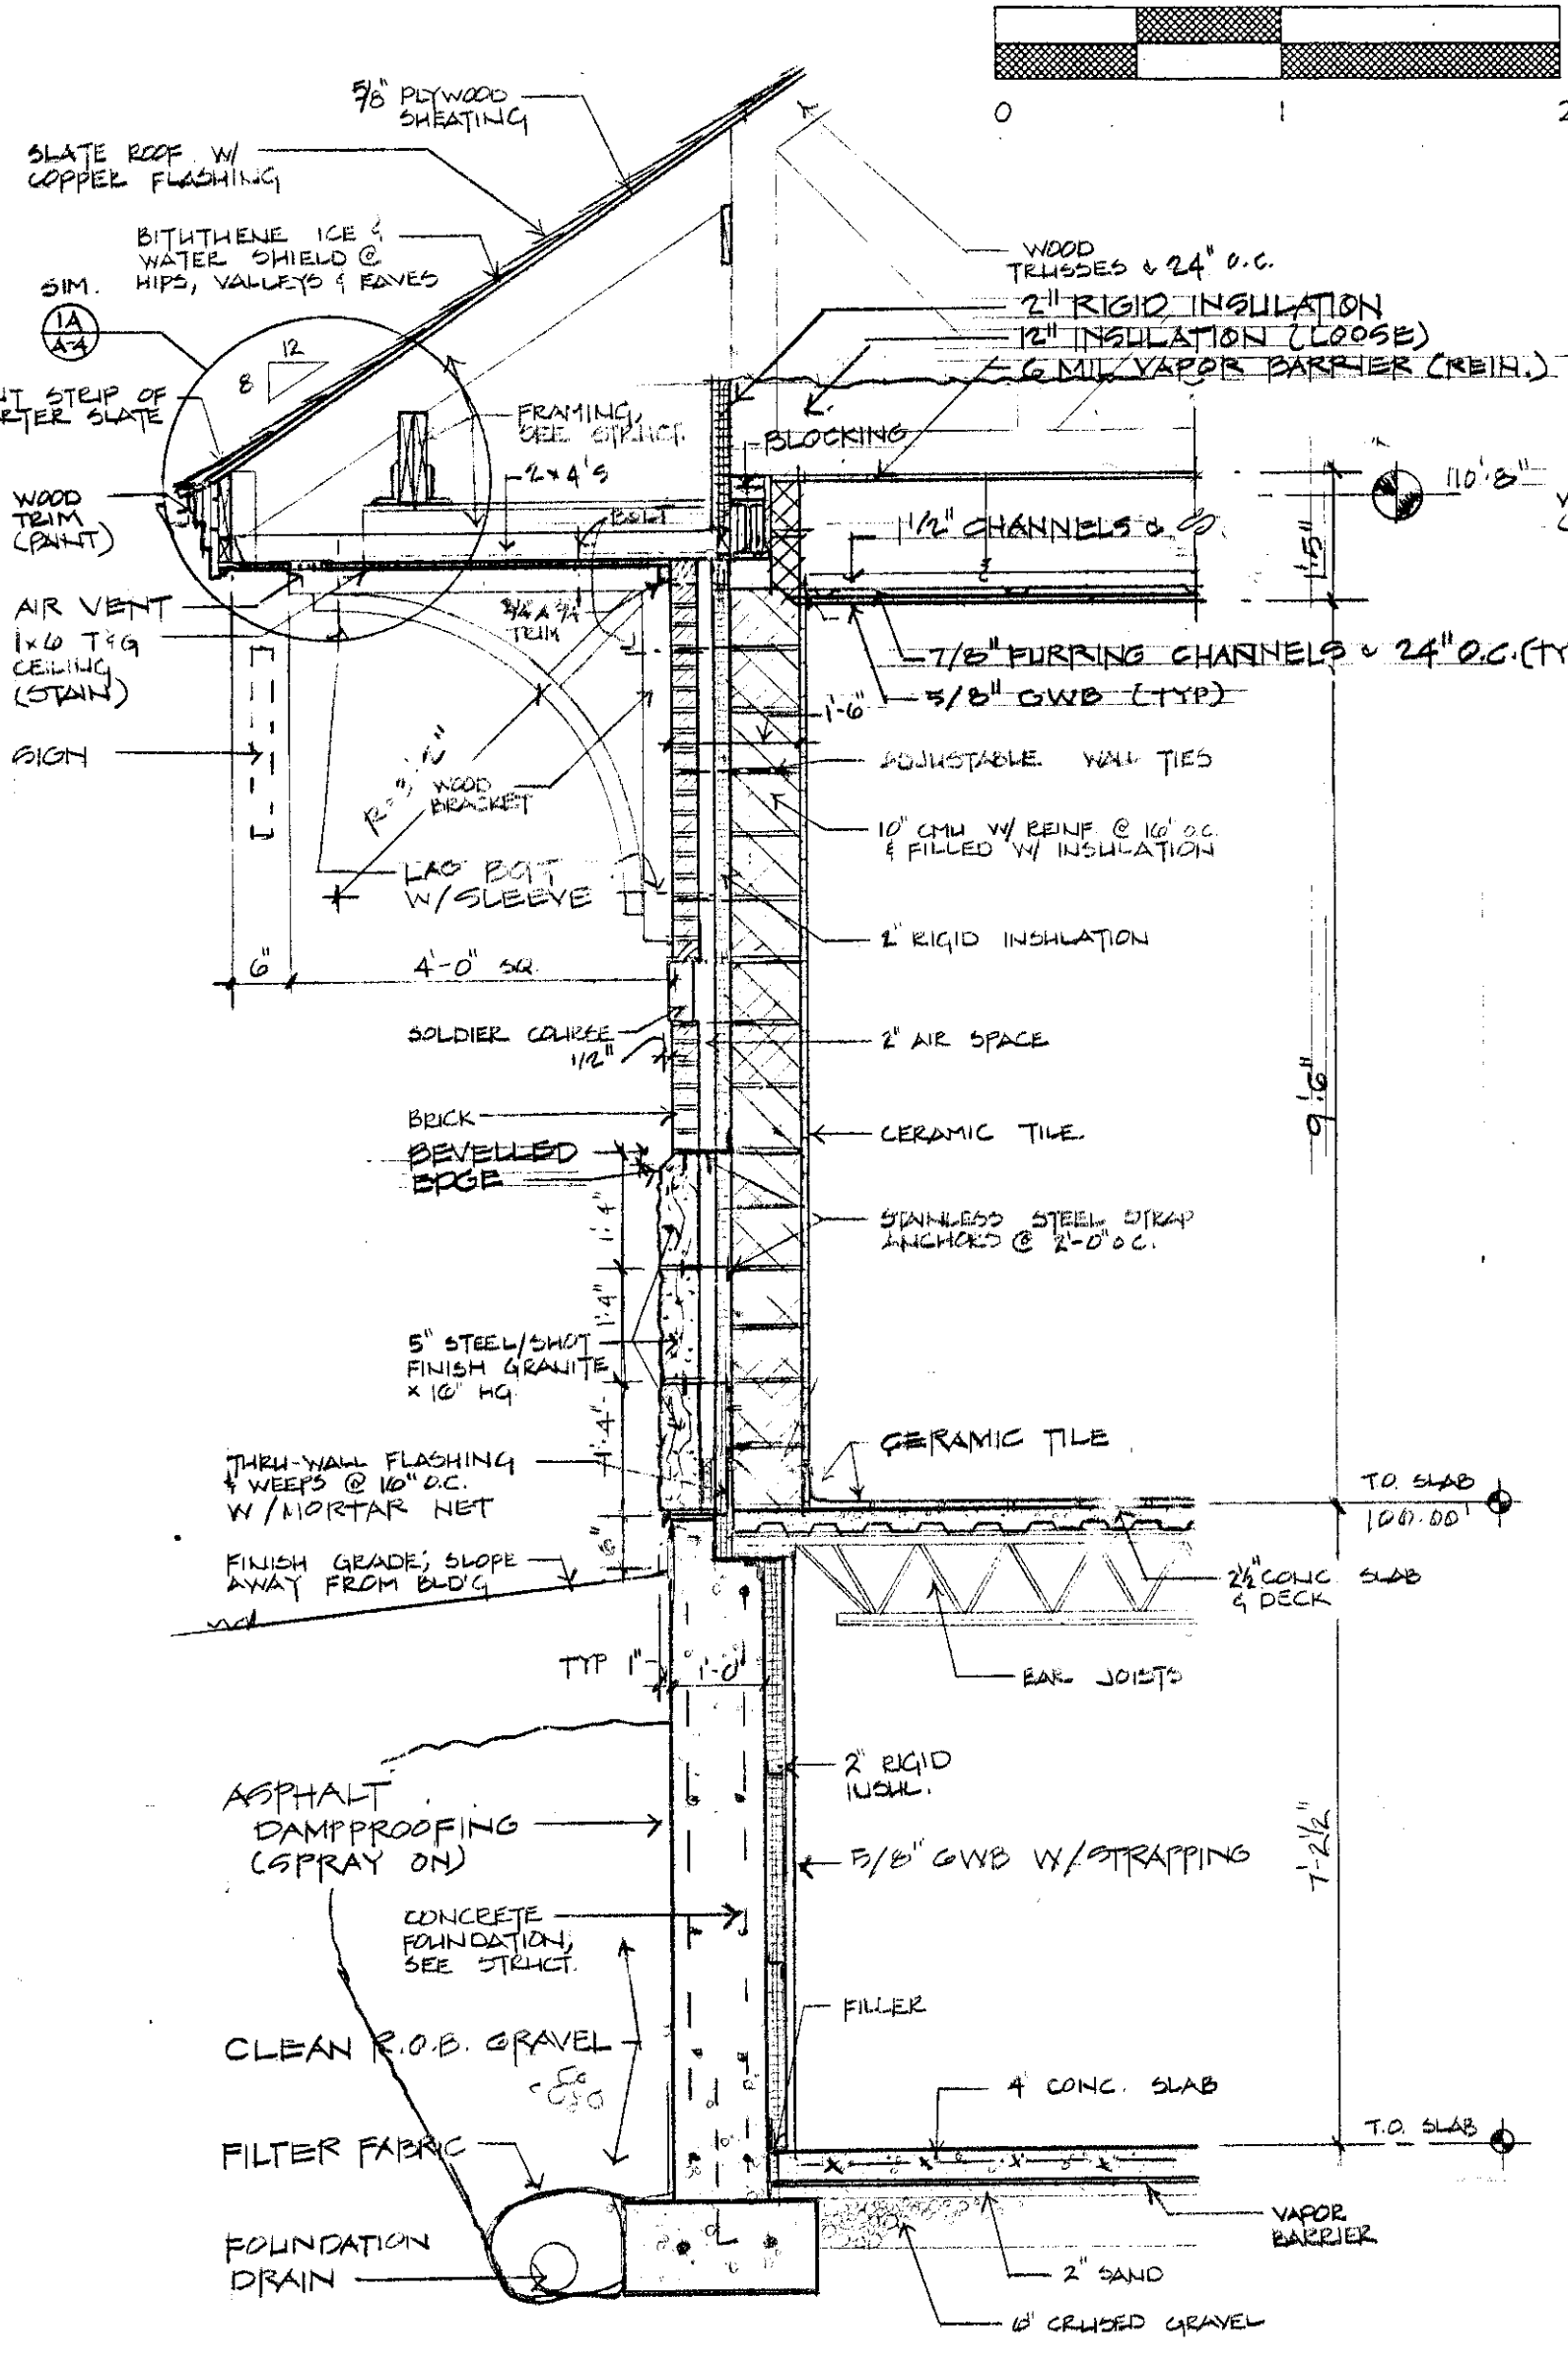 0 1 2
5/8" PLYWOOD
SHEATING
SLATE ROOF W/
COPPER FLASHING
BITUTHENE ICE &
WATER SHIELD @
HIPS, VALLEYS & EAVES
SIM.
1A
A-4
12
8
STRIP OF
SLATE
WOOD
TRUSSES @ 24" O.C.
2" RIGID INSULATION
12" INSULATION (LOOSE)
6 MIL VAPOR BARRIER (REIN.)
FRAMING,
SEE STRUCT.
BLOCKING
2x4'S
WOOD
TRIM
(PAINT)
BOLT
1 1/2" CHANNELS @
110'-8"
1'-5"
AIR VENT
1x6 T&G
CEILING
(STAIN)
3/4 x 3/4
TRIM
7/8" FURRING CHANNELS @ 24" O.C. (TY
5/8" GWB (TYP)
1'-6"
SIGN
WOOD
BRACKET
ADJUSTABLE WALL TIES
10" CMU W/ REINF @ 16" O.C.
& FILLED W/ INSULATION
LAG BOLT
W/ SLEEVE
2" RIGID INSULATION
6"
4'-0" SQ.
SOLDIER COURSE
1/2"
2" AIR SPACE
BRICK
BEVELLED
EDGE
CERAMIC TILE
9'-6"
1'-4"
STAINLESS STEEL STRAP
ANCHORS @ 2'-0" O.C.
1'-4"
5" STEEL/SHOT
FINISH GRANITE
x 16" HG
1'-4"
THRU-WALL FLASHING
& WEEPS @ 16" O.C.
W/MORTAR NET
CERAMIC TILE
T.O. SLAB
100.00'
6"
FINISH GRADE; SLOPE
AWAY FROM BLD'G
2 1/2" CONC. SLAB
& DECK
TYP 1"
1'-0"
BAR JOISTS
2" RIGID
INSUL.
ASPHALT
DAMPPROOFING
(SPRAY ON)
5/8" GWB W/STRAPPING
7'-2 1/2"
CONCRETE
FOUNDATION,
SEE STRUCT.
FILLER
CLEAN R.O.B. GRAVEL
4" CONC. SLAB
T.O. SLAB
FILTER FABRIC
VAPOR
BARRIER
FOUNDATION
DRAIN
2" SAND
6" CRUSED GRAVEL